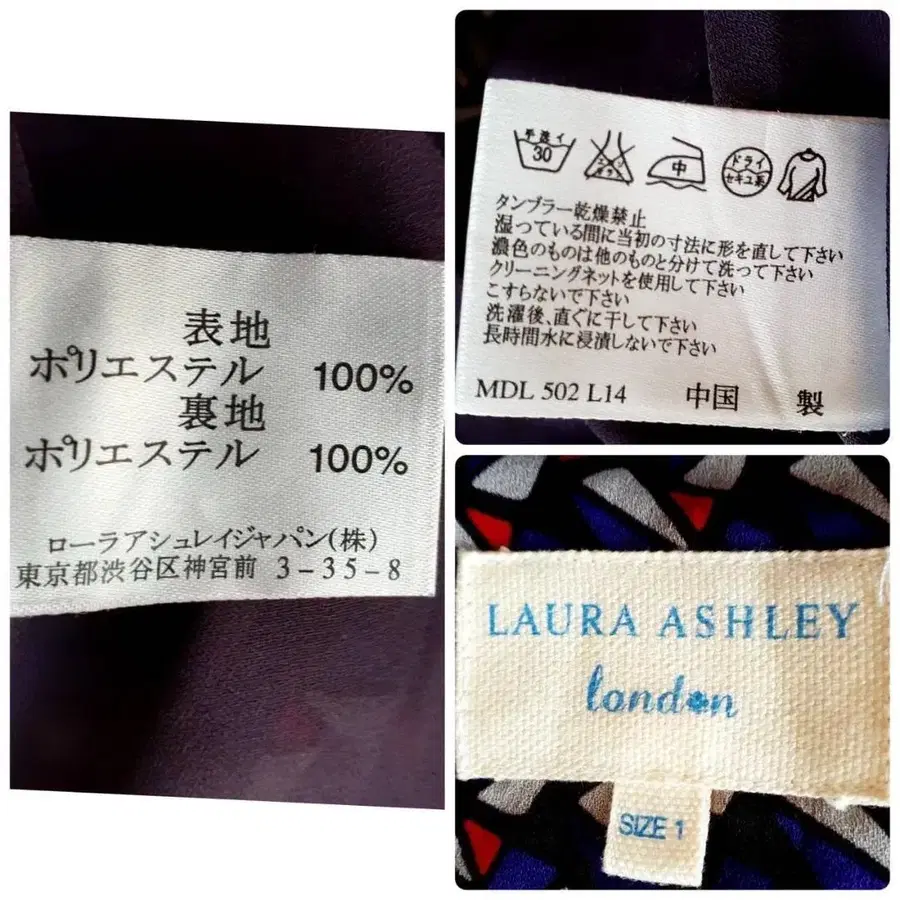 表地
ポリエステル 100%
裏地
ポリエステル 100%
ローラアシュレイジャパン(株)
東京都渋谷区神宮前 3-35-8
手洗イ
30
エンソ
サラシ
中
ドライ
セキユ系
タンブラー乾燥禁止
湿っている間に当初の寸法に形を直して下さい
濃色のものは他のものと分けて洗って下さい
クリーニングネットを使用して下さい
こすらないで下さい
洗濯後、直ぐに干して下さい
長時間水に浸漬しないで下さい
MDL 502 L14 中国 製
LAURA ASHLEY
london
SIZE 1